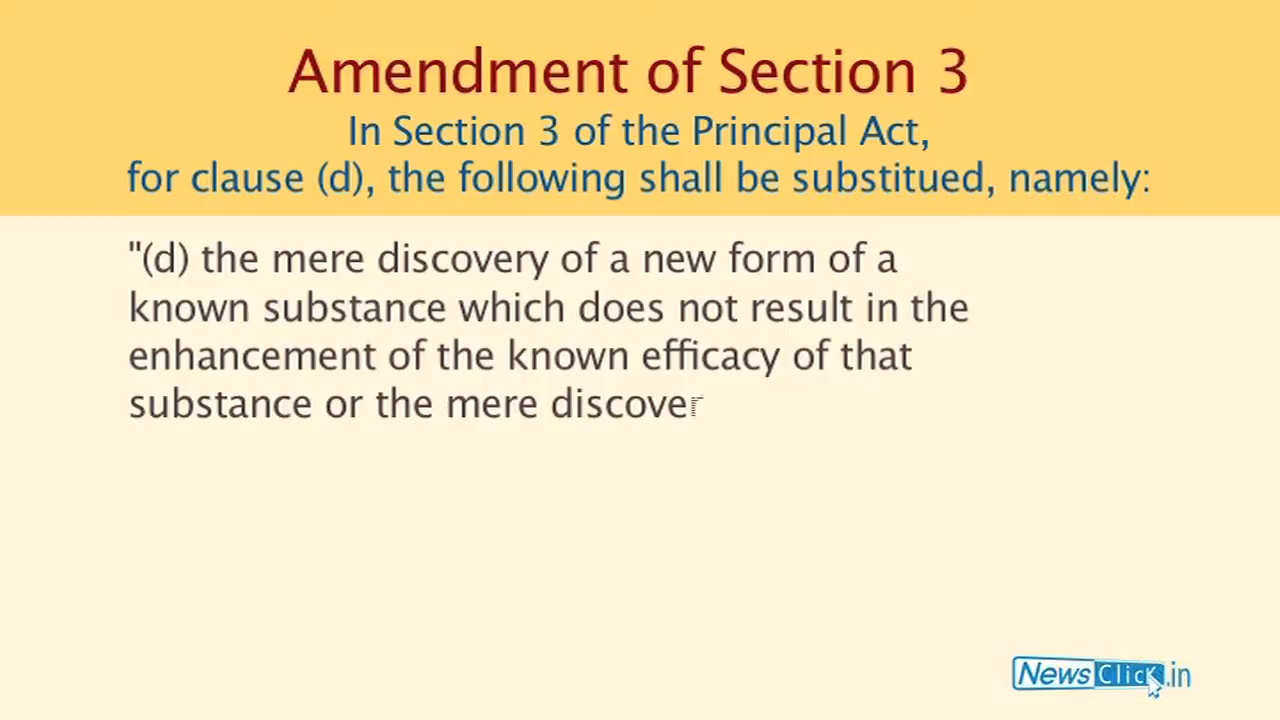 Amendment of Section 3
In Section 3 of the Principal Act,
for clause (d), the following shall be substitued, namely:
"(d) the mere discovery of a new form of a
known substance which does not result in the
enhancement of the known efficacy of that
substance or the mere discover
NewsClick.in